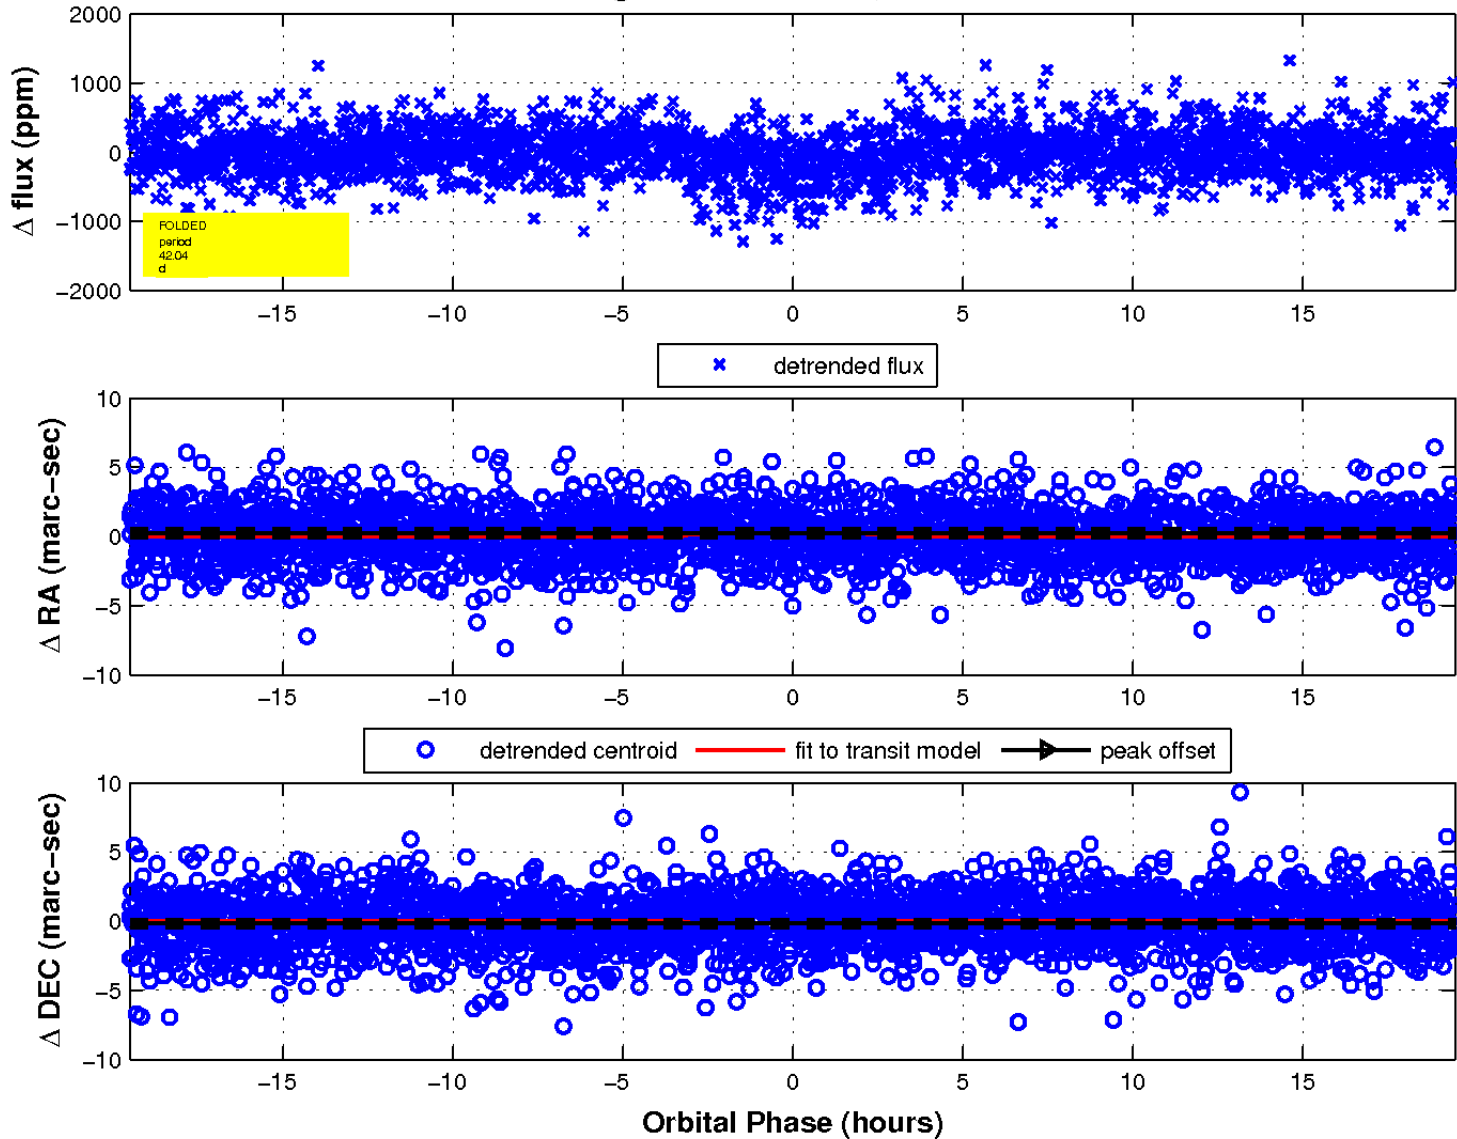 2000
1000
0
−1000
−2000
Δ flux (ppm)
FOLDED
period
42.04
d
−15 −10 −5 0 5 10 15
detrended flux
10
5
0
−5
−10
Δ RA (marc−sec)
−15 −10 −5 0 5 10 15
detrended centroid fit to transit model peak offset
10
5
0
−5
−10
Δ DEC (marc−sec)
−15 −10 −5 0 5 10 15
Orbital Phase (hours)